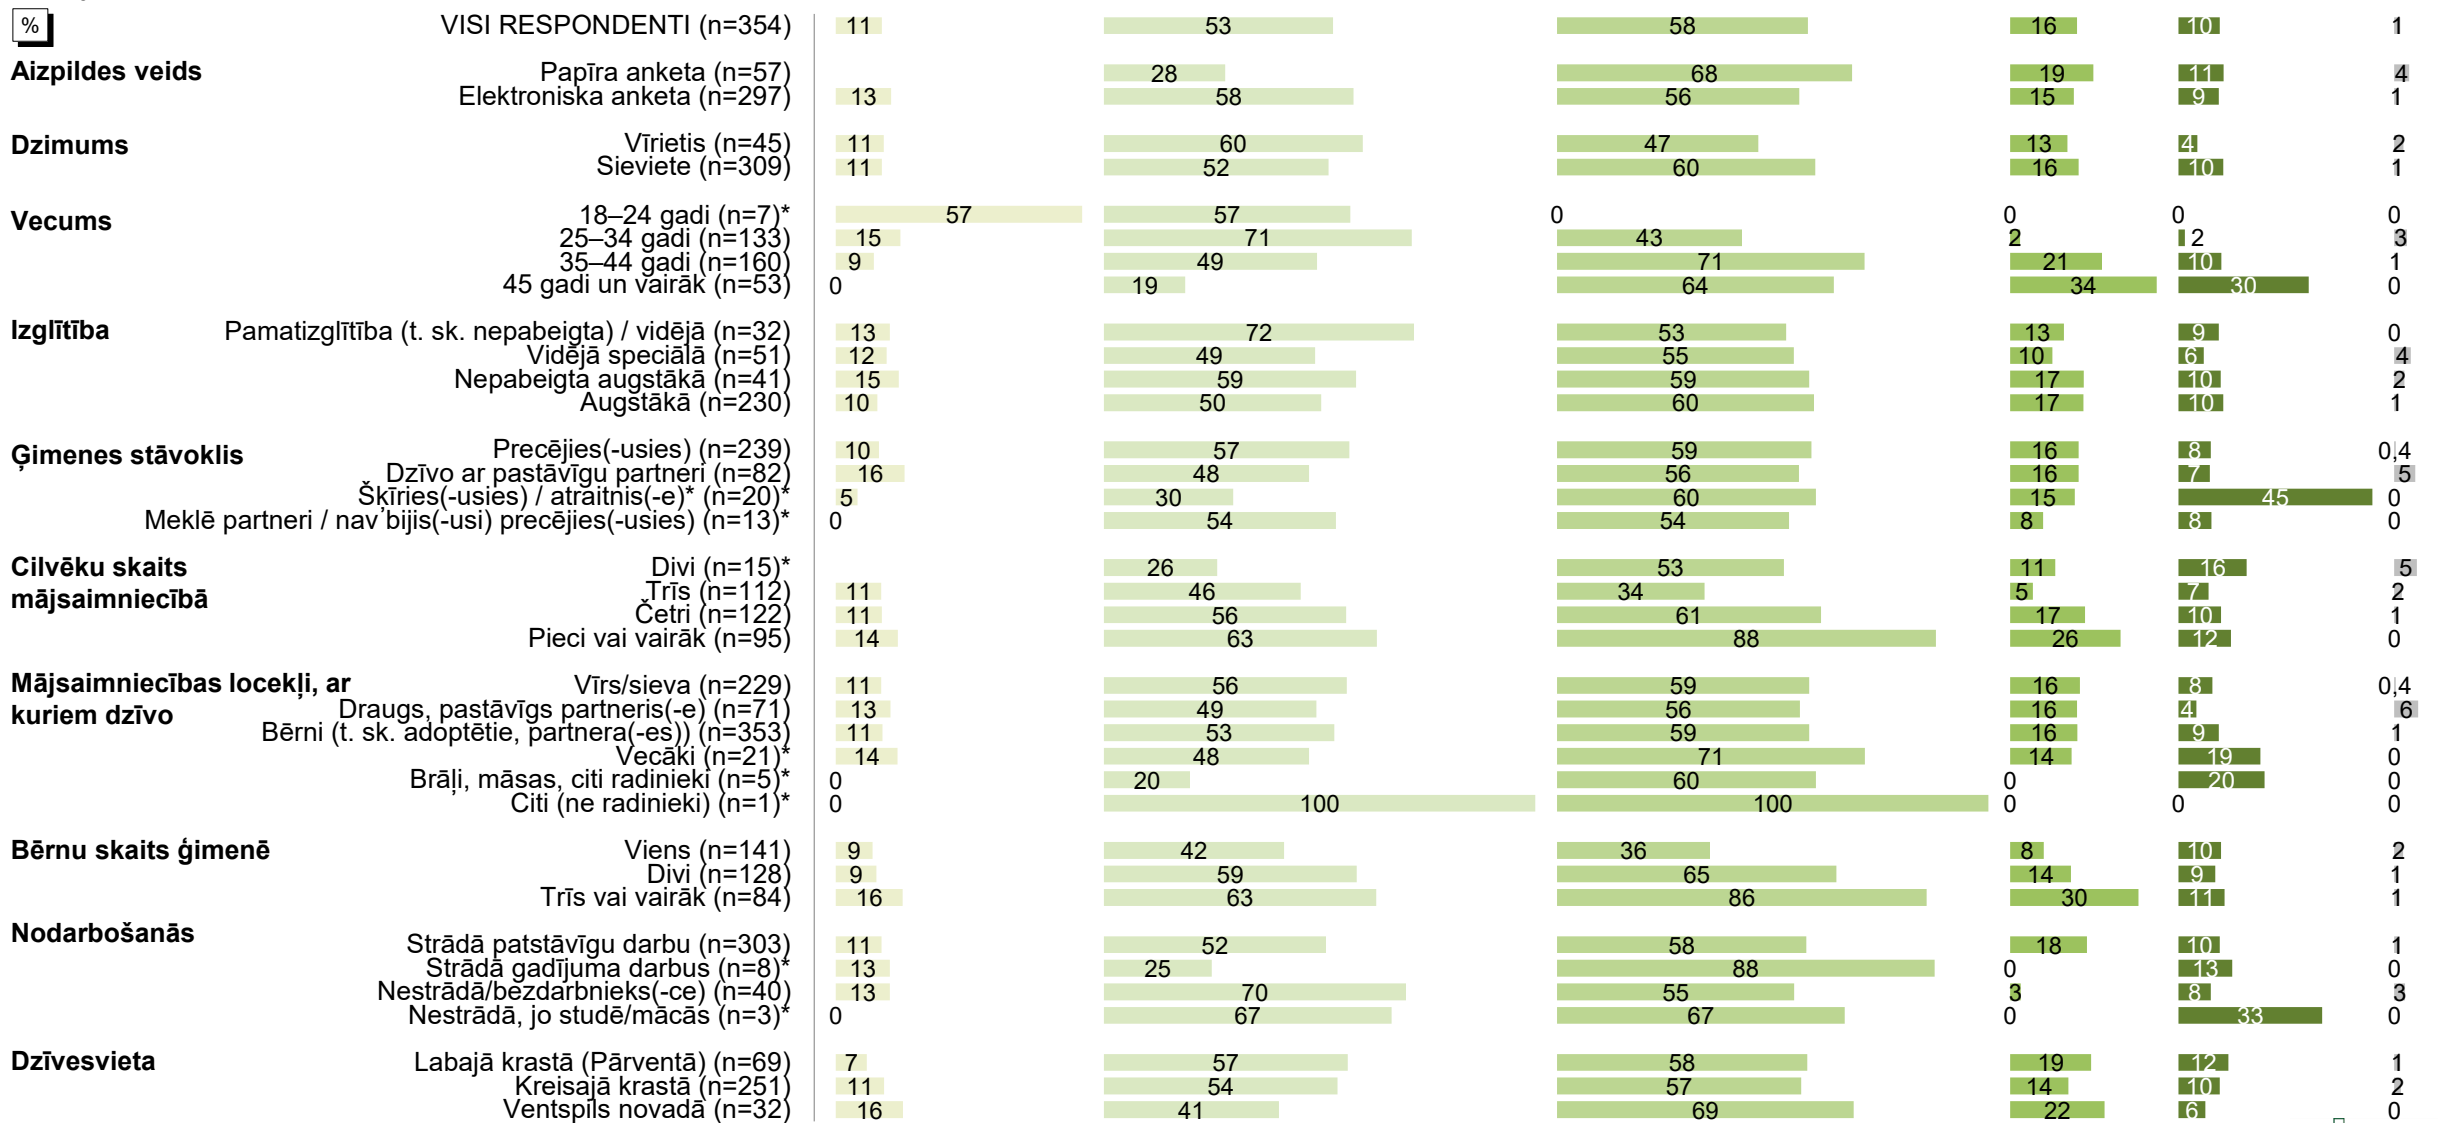 %
VISI RESPONDENTI (n=354) 11 53 58 16 10 1
Aizpildes veids
Papīra anketa (n=57) 28 68 19 11 4
Elektroniska anketa (n=297) 13 58 56 15 9 1
Dzimums
Vīrietis (n=45) 11 60 47 13 4 2
Sieviete (n=309) 11 52 60 16 10 1
Vecums
18–24 gadi (n=7)* 57 57 0 0 0 0
25–34 gadi (n=133) 15 71 43 2 2 3
35–44 gadi (n=160) 9 49 71 21 10 1
45 gadi un vairāk (n=53) 0 19 64 34 30 0
Izglītība
Pamatizglītība (t. sk. nepabeigta) / vidējā (n=32) 13 72 53 13 9 0
Vidējā speciālā (n=51) 12 49 55 10 6 4
Nepabeigta augstākā (n=41) 15 59 59 17 10 2
Augstākā (n=230) 10 50 60 17 10 1
Ģimenes stāvoklis
Precējies(-usies) (n=239) 10 57 59 16 8 0,4
Dzīvo ar pastāvīgu partneri (n=82) 16 48 56 16 7 5
Šķīries(-usies) / atraitnis(-e)* (n=20)* 5 30 60 15 45 0
Meklē partneri / nav bijis(-usi) precējies(-usies) (n=13)* 0 54 54 8 8 0
Cilvēku skaits
mājsaimniecībā
Divi (n=15)* 26 53 11 16 5
Trīs (n=112) 11 46 34 5 7 2
Četri (n=122) 11 56 61 17 10 1
Pieci vai vairāk (n=95) 14 63 88 26 12 0
Mājsaimniecības locekļi, ar
kuriem dzīvo
Vīrs/sieva (n=229) 11 56 59 16 8 0,4
Draugs, pastāvīgs partneris(-e) (n=71) 13 49 56 16 4 6
Bērni (t. sk. adoptētie, partnera(-es)) (n=353) 11 53 59 16 9 1
Vecāki (n=21)* 14 48 71 14 19 0
Brāļi, māsas, citi radinieki (n=5)* 0 20 60 0 20 0
Citi (ne radinieki) (n=1)* 0 100 100 0 0 0
Bērnu skaits ģimenē
Viens (n=141) 9 42 36 8 10 2
Divi (n=128) 9 59 65 14 9 1
Trīs vai vairāk (n=84) 16 63 86 30 11 1
Nodarbošanās
Strādā patstāvīgu darbu (n=303) 11 52 58 18 10 1
Strādā gadījuma darbus (n=8)* 13 25 88 0 13 0
Nestrādā/bezdarbnieks(-ce) (n=40) 13 70 55 3 8 3
Nestrādā, jo studē/mācās (n=3)* 0 67 67 0 33 0
Dzīvesvieta
Labajā krastā (Pārventā) (n=69) 7 57 58 19 12 1
Kreisajā krastā (n=251) 11 54 57 14 10 2
Ventspils novadā (n=32) 16 41 69 22 6 0